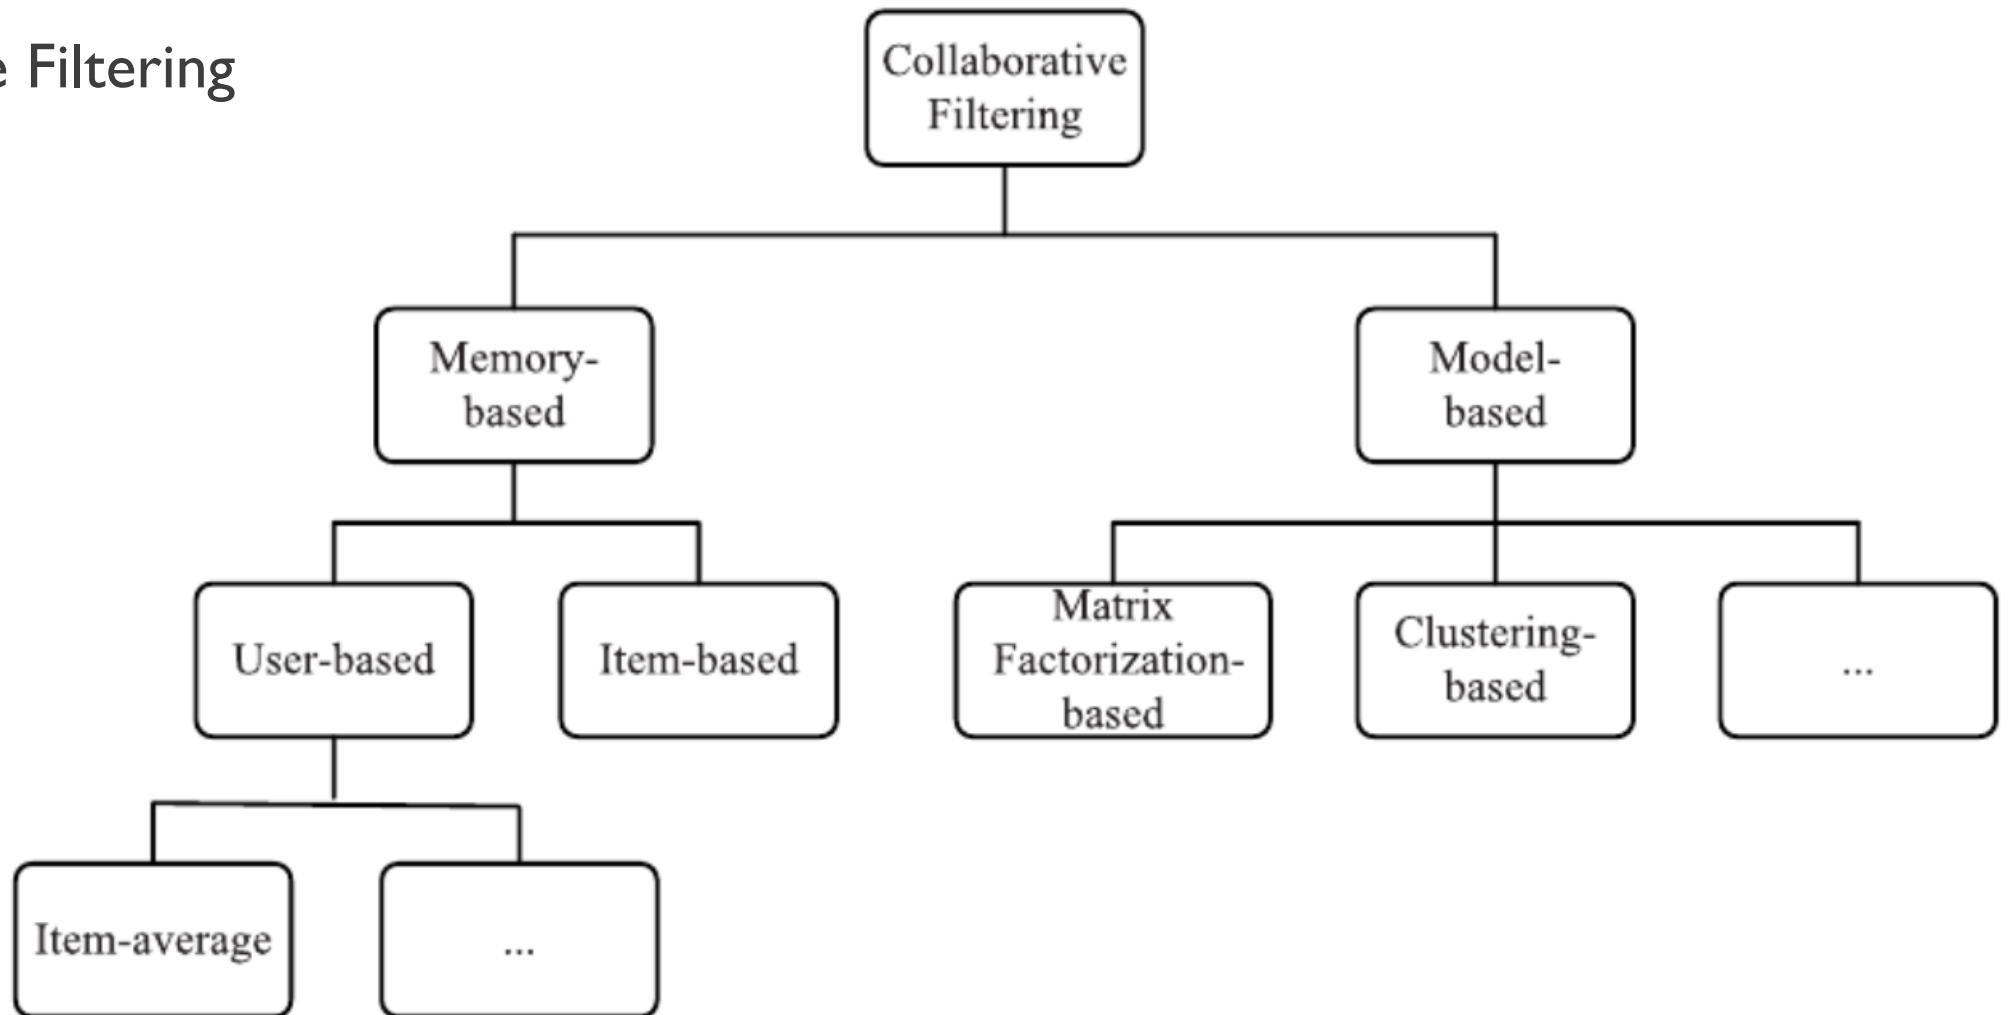 e Filtering
Collaborative
Filtering
Memory-
based
Model-
based
User-based
Item-based
Matrix
Factorization-
based
Clustering-
based
...
Item-average
...